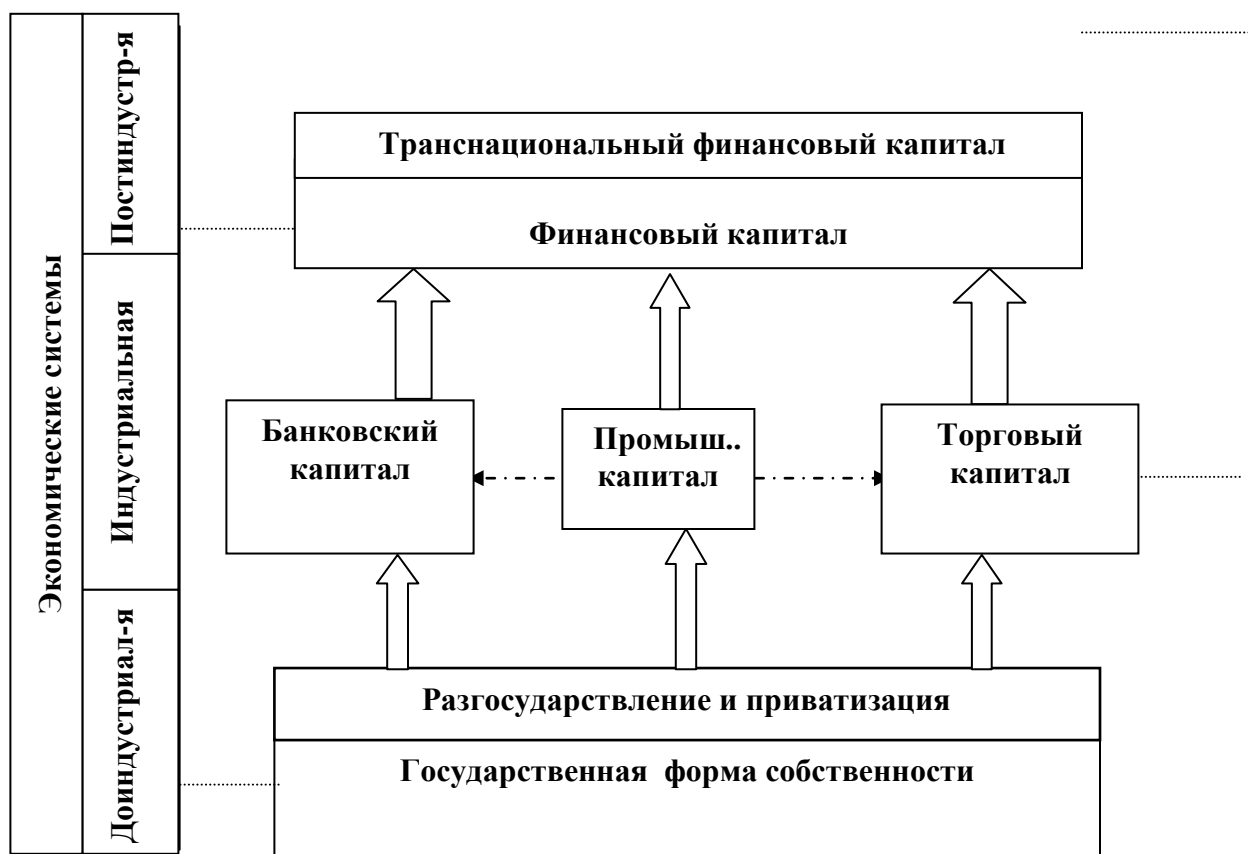 Экономические системы
Постиндустр-я
Индустриальная
Доиндустриал-я
Транснациональный финансовый капитал
Финансовый капитал
Банковский
капитал
Промыш..
капитал
Торговый
капитал
Разгосударствление и приватизация
Государственная форма собственности